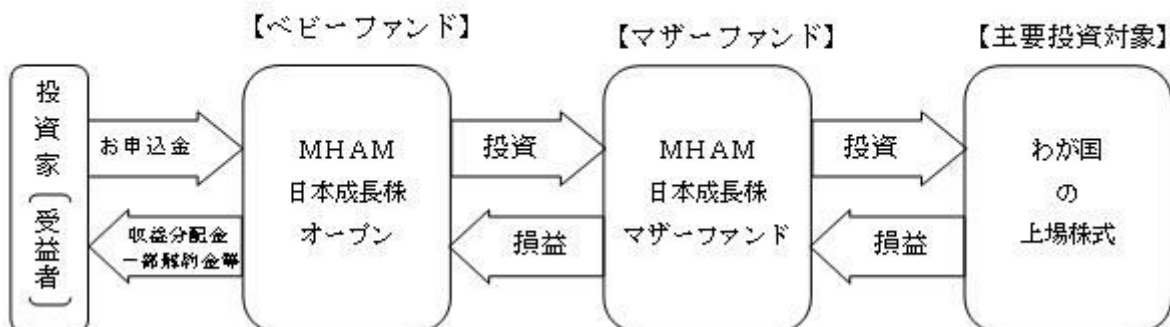 【ベビーファンド】
【マザーファンド】
【主要投資対象】
投資家（受益者）
お申込金
収益分配金
一部解約金等
MHAM
日本成長株
オープン
投資
損益
MHAM
日本成長株
マザーファンド
投資
損益
わが国
の
上場株式